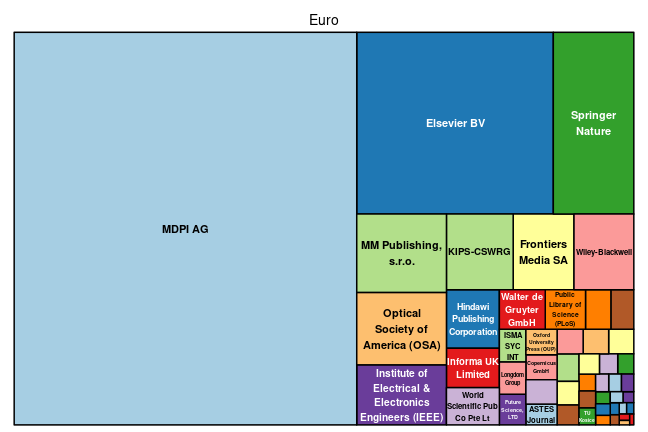 Euro
MDPI AG
Elsevier BV
Springer
Nature
MM Publishing,
s.r.o.
KIPS-CSWRG
Frontiers
Media SA
Wiley-Blackwell
Optical
Society of
America (OSA)
Hindawi
Publishing
Corporation
Walter de
Gruyter
GmbH
Public
Library of
Science
(PLoS)
ISMA
SYC
INT
Oxford
University
Press (OUP)
Informa UK
Limited
Longdom
Group
Copernicus
GmbH
Institute of
Electrical &
Electronics
Engineers (IEEE)
World
Scientific Pub
Co Pte Lt
Future
Science,
LTD
ASTES
Journal
TU
Kosice